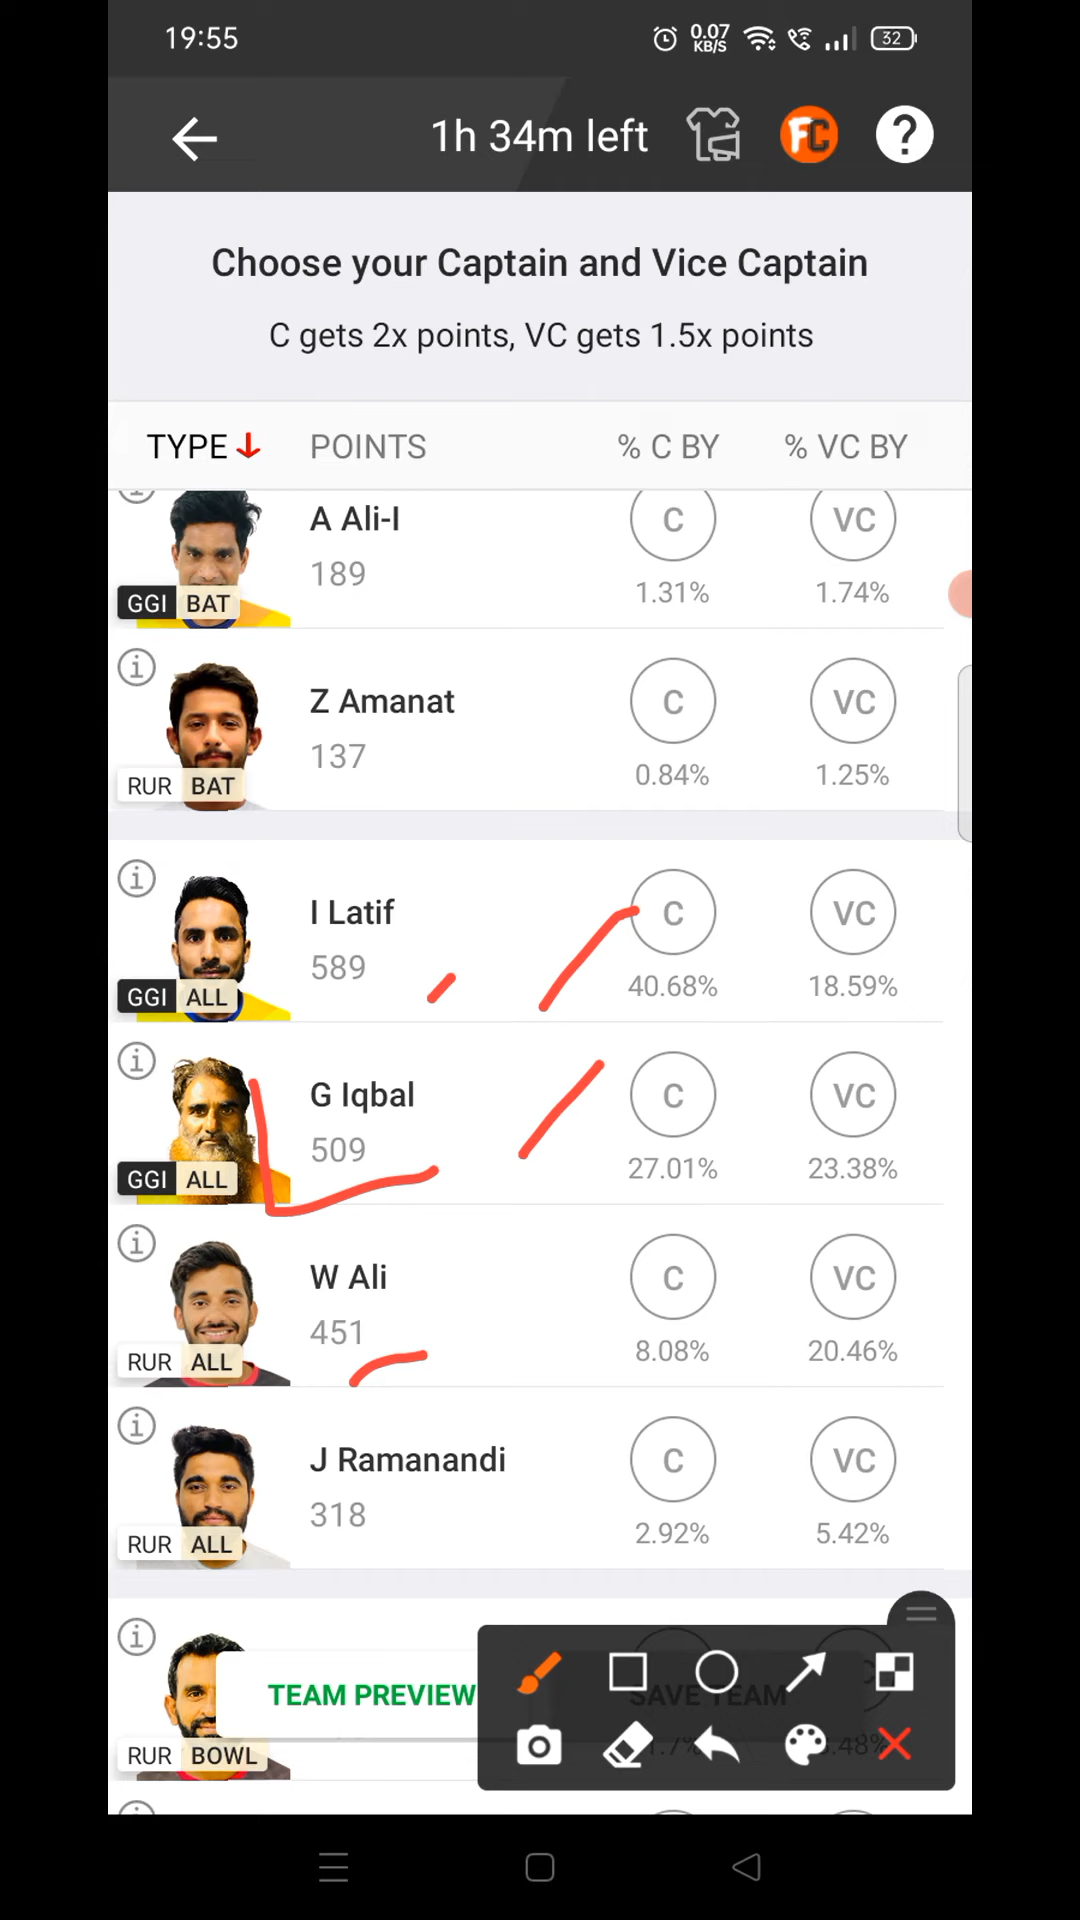 19:55
0.07
KB/S
32
1h 34m left
FC
?
Choose your Captain and Vice Captain
C gets 2x points, VC gets 1.5x points
TYPE POINTS % C BY % VC BY
A Ali-I C VC
189
1.31% 1.74%
GGI BAT
Z Amanat C VC
137
0.84% 1.25%
RUR BAT
I Latif C VC
589
40.68% 18.59%
GGI ALL
G Iqbal C VC
509
27.01% 23.38%
GGI ALL
W Ali C VC
451
8.08% 20.46%
RUR ALL
J Ramanandi C VC
318
2.92% 5.42%
RUR ALL
TEAM PREVIEW SAVE TEAM
RUR BOWL